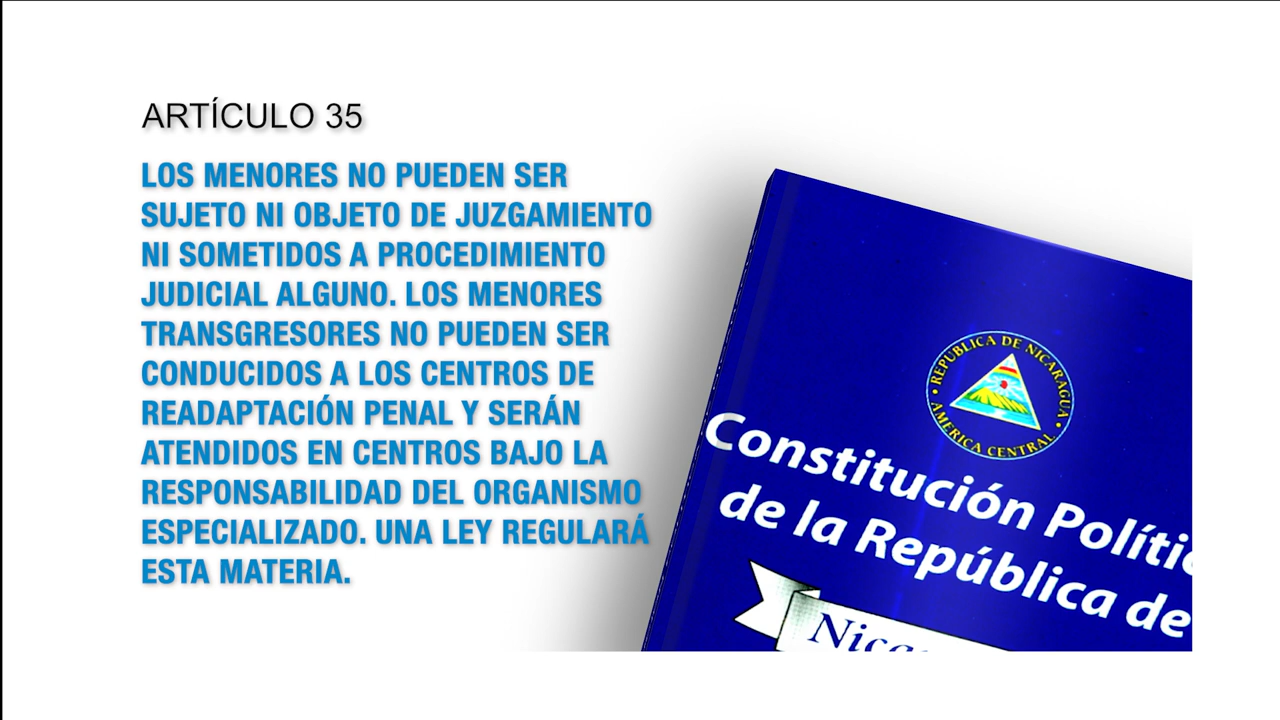 ARTÍCULO 35
LOS MENORES NO PUEDEN SER
SUJETO NI OBJETO DE JUZGAMIENTO
NI SOMETIDOS A PROCEDIMIENTO
JUDICIAL ALGUNO. LOS MENORES
TRANSGRESORES NO PUEDEN SER
CONDUCIDOS A LOS CENTROS DE
READAPTACIÓN PENAL Y SERÁN
ATENDIDOS EN CENTROS BAJO LA
RESPONSABILIDAD DEL ORGANISMO
ESPECIALIZADO. UNA LEY REGULARÁ
ESTA MATERIA.
REPÚBLICA DE NICARAGUA
AMERICA CENTRAL
Constitución Políti
de la República de